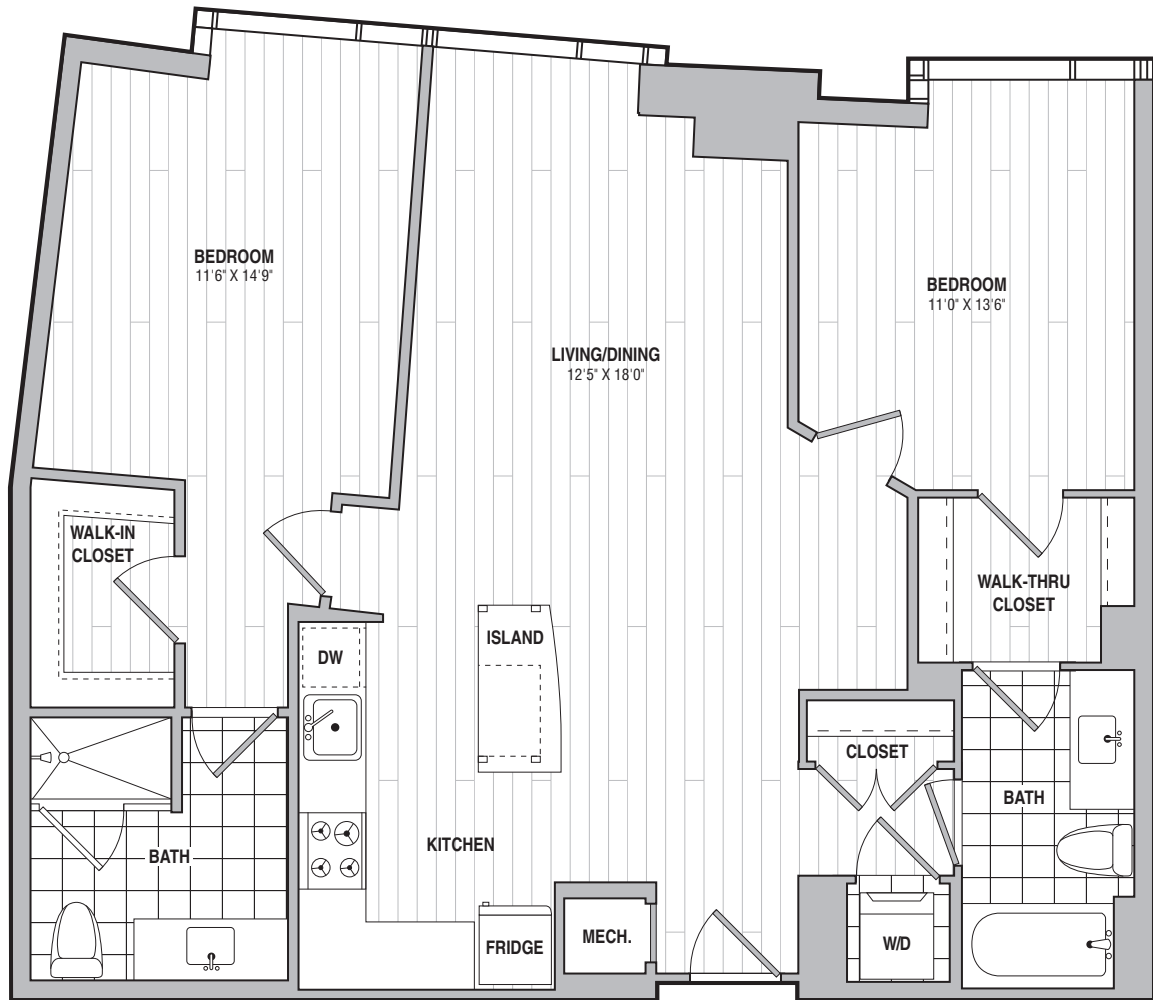 BEDROOM
11'6" X 14'9"
BEDROOM
11'0" X 13'6"
LIVING/DINING
12'5" X 18'0"
WALK-IN
CLOSET
WALK-THRU
CLOSET
ISLAND
DW
CLOSET
BATH
KITCHEN
BATH
MECH.
FRIDGE
W/D